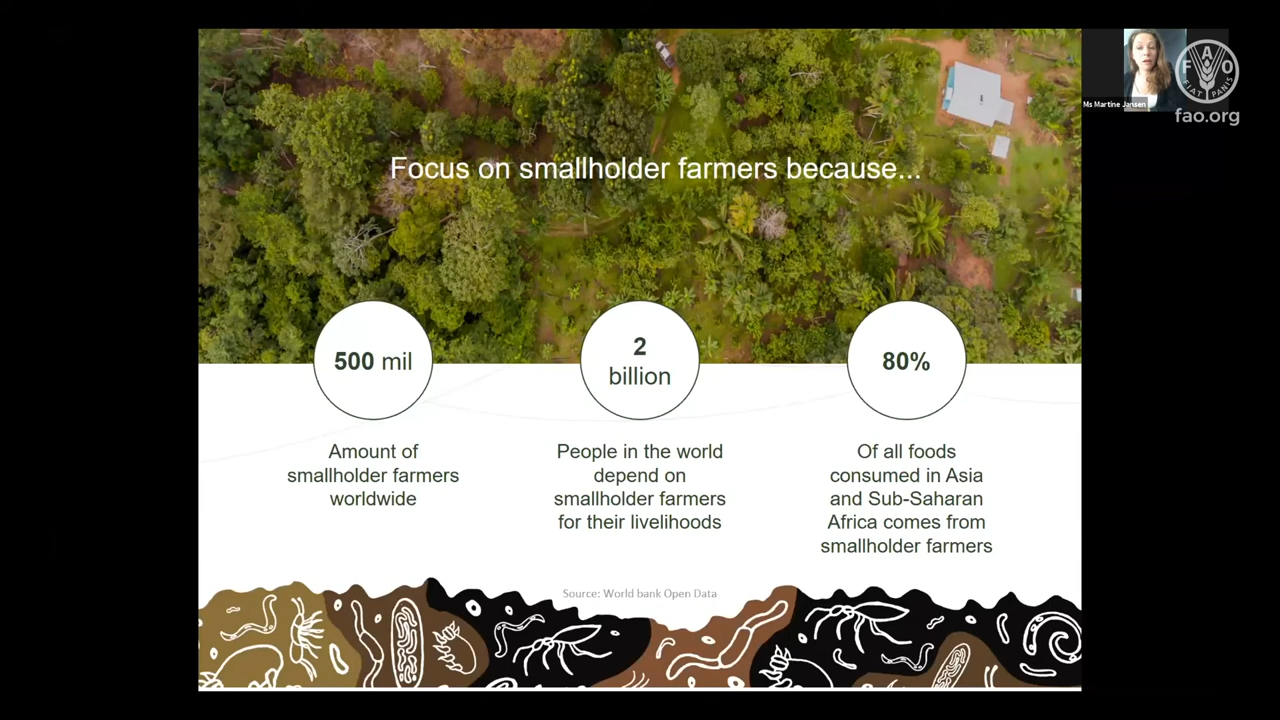 Focus on smallholder farmers because...
500 mil
2
billion
80%
Amount of
smallholder farmers
worldwide
People in the world
depend on
smallholder farmers
for their livelihoods
Of all foods
consumed in Asia
and Sub-Saharan
Africa comes from
smallholder farmers
Source: World bank Open Data
Ms Martine Jansen
F A O
FIAT PANIS
fao.org